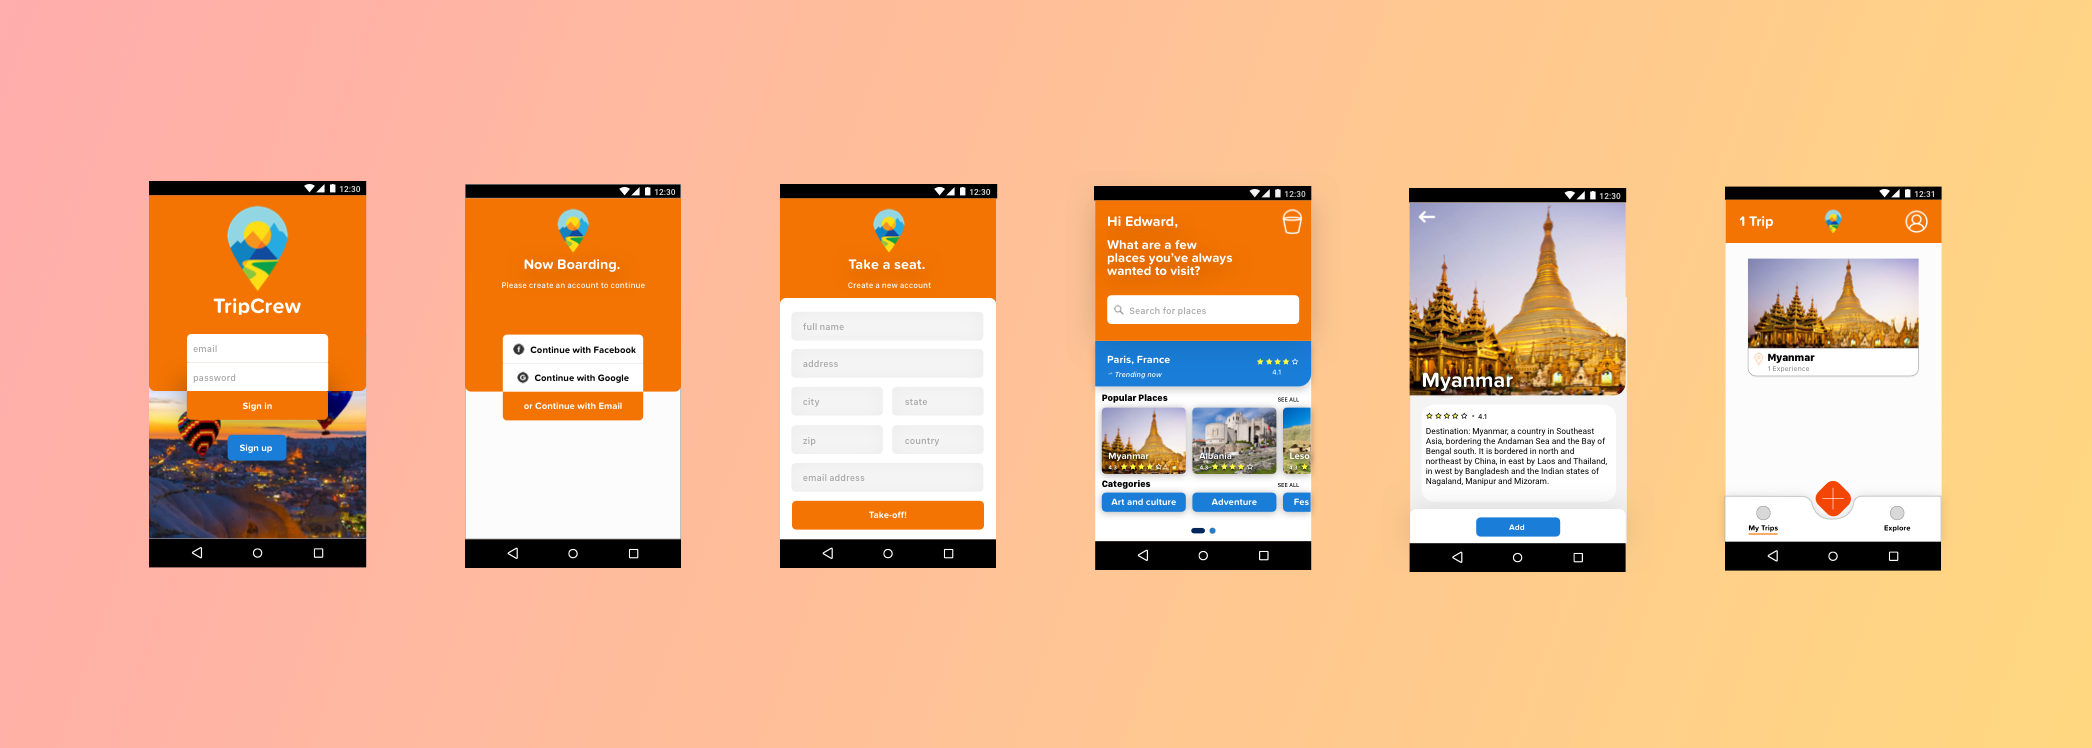 12:30
TripCrew
email
password
Sign in
Sign up
12:30
Now Boarding.
Please create an account to continue
Continue with Facebook
Continue with Google
or Continue with Email
12:30
Take a seat.
Create a new account
full name
address
city
state
zip
country
email address
Take-off!
12:30
Hi Edward,
What are a few
places you've always
wanted to visit?
Search for places
Paris, France
Trending now
4.1
Popular Places
SEE ALL
Myanmar
4.3
Albania
4.3
Leso
4.3
Categories
SEE ALL
Art and culture
Adventure
Fes
12:30
Myanmar
4.1
Destination: Myanmar, a country in Southeast
Asia, bordering the Andaman Sea and the Bay of
Bengal south. It is bordered in north and
northeast by China, in east by Laos and Thailand,
in west by Bangladesh and the Indian states of
Nagaland, Manipur and Mizoram.
Add
12:31
1 Trip
Myanmar
1 Experience
My Trips
Explore